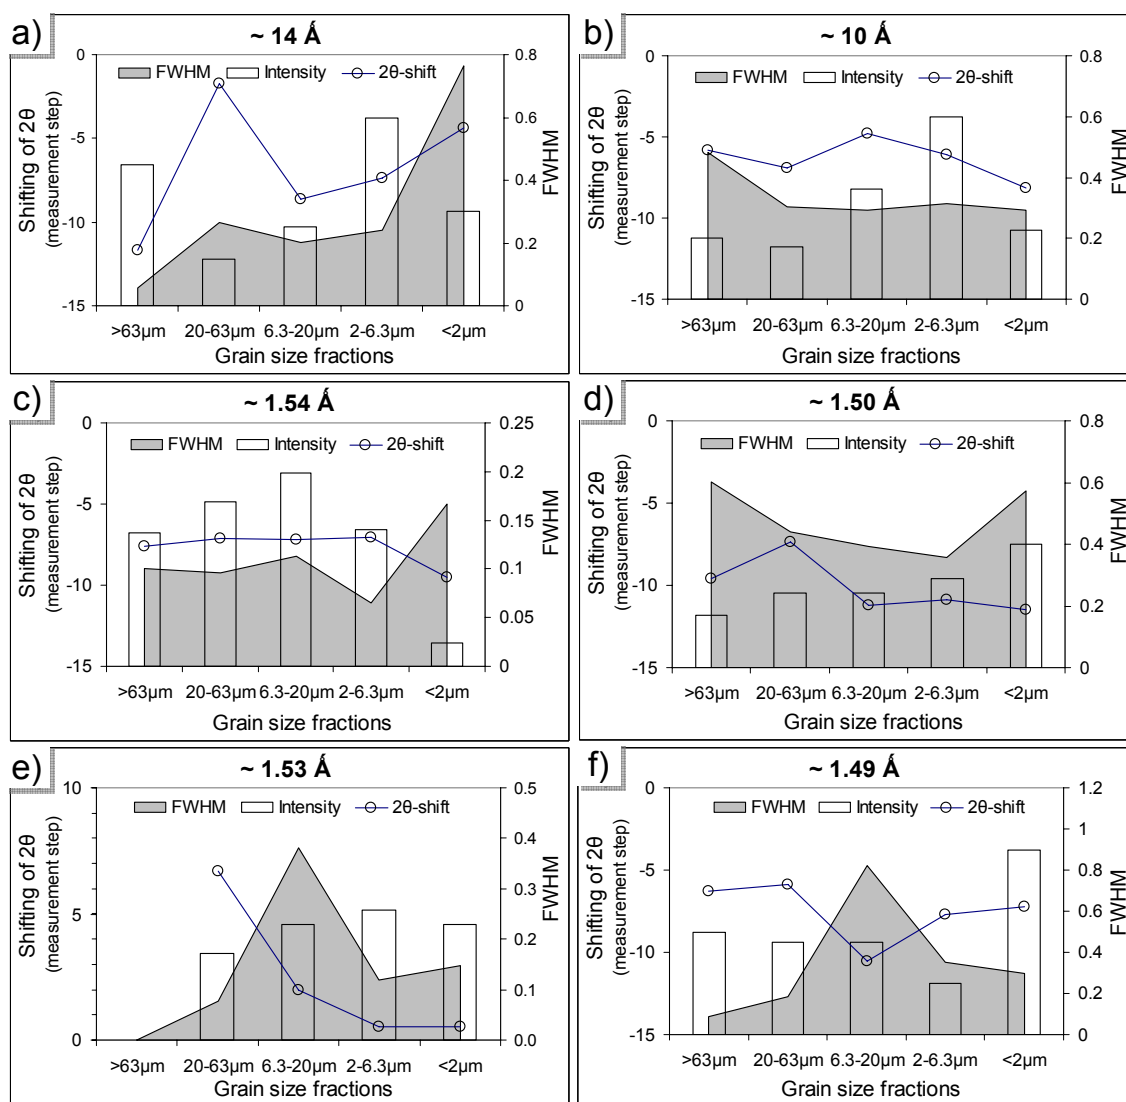 a)
~ 14 Ǻ
FWHM Intensity 2θ-shift
Shifting of 2θ
(measurement step)
0
-5
-10
-15
0.8
0.6
0.4
0.2
0
FWHM
>63µm 20-63µm 6.3-20µm 2-6.3µm <2µm
Grain size fractions
b)
~ 10 Ǻ
FWHM Intensity 2θ-shift
Shifting of 2θ
(measurement step)
0
-5
-10
-15
0.8
0.6
0.4
0.2
0
FWHM
>63µm 20-63µm 6.3-20µm 2-6.3µm <2µm
Grain size fractions
c)
~ 1.54 Ǻ
FWHM Intensity 2θ-shift
Shifting of 2θ
(measurement step)
0
-5
-10
-15
0.25
0.2
0.15
0.1
0.05
0
FWHM
>63µm 20-63µm 6.3-20µm 2-6.3µm <2µm
Grain size fractions
d)
~ 1.50 Ǻ
FWHM Intensity 2θ-shift
Shifting of 2θ
(measurement step)
0
-5
-10
-15
0.8
0.6
0.4
0.2
0
FWHM
>63µm 20-63µm 6.3-20µm 2-6.3µm <2µm
Grain size fractions
e)
~ 1.53 Ǻ
FWHM Intensity 2θ-shift
Shifting of 2θ
(measurement step)
10
5
0
0.5
0.4
0.3
0.2
0.1
0.0
FWHM
>63µm 20-63µm 6.3-20µm 2-6.3µm <2µm
Grain size fractions
f)
~ 1.49 Ǻ
FWHM Intensity 2θ-shift
Shifting of 2θ
(measurement step)
0
-5
-10
-15
1.2
1
0.8
0.6
0.4
0.2
0
FWHM
>63µm 20-63µm 6.3-20µm 2-6.3µm <2µm
Grain size fractions